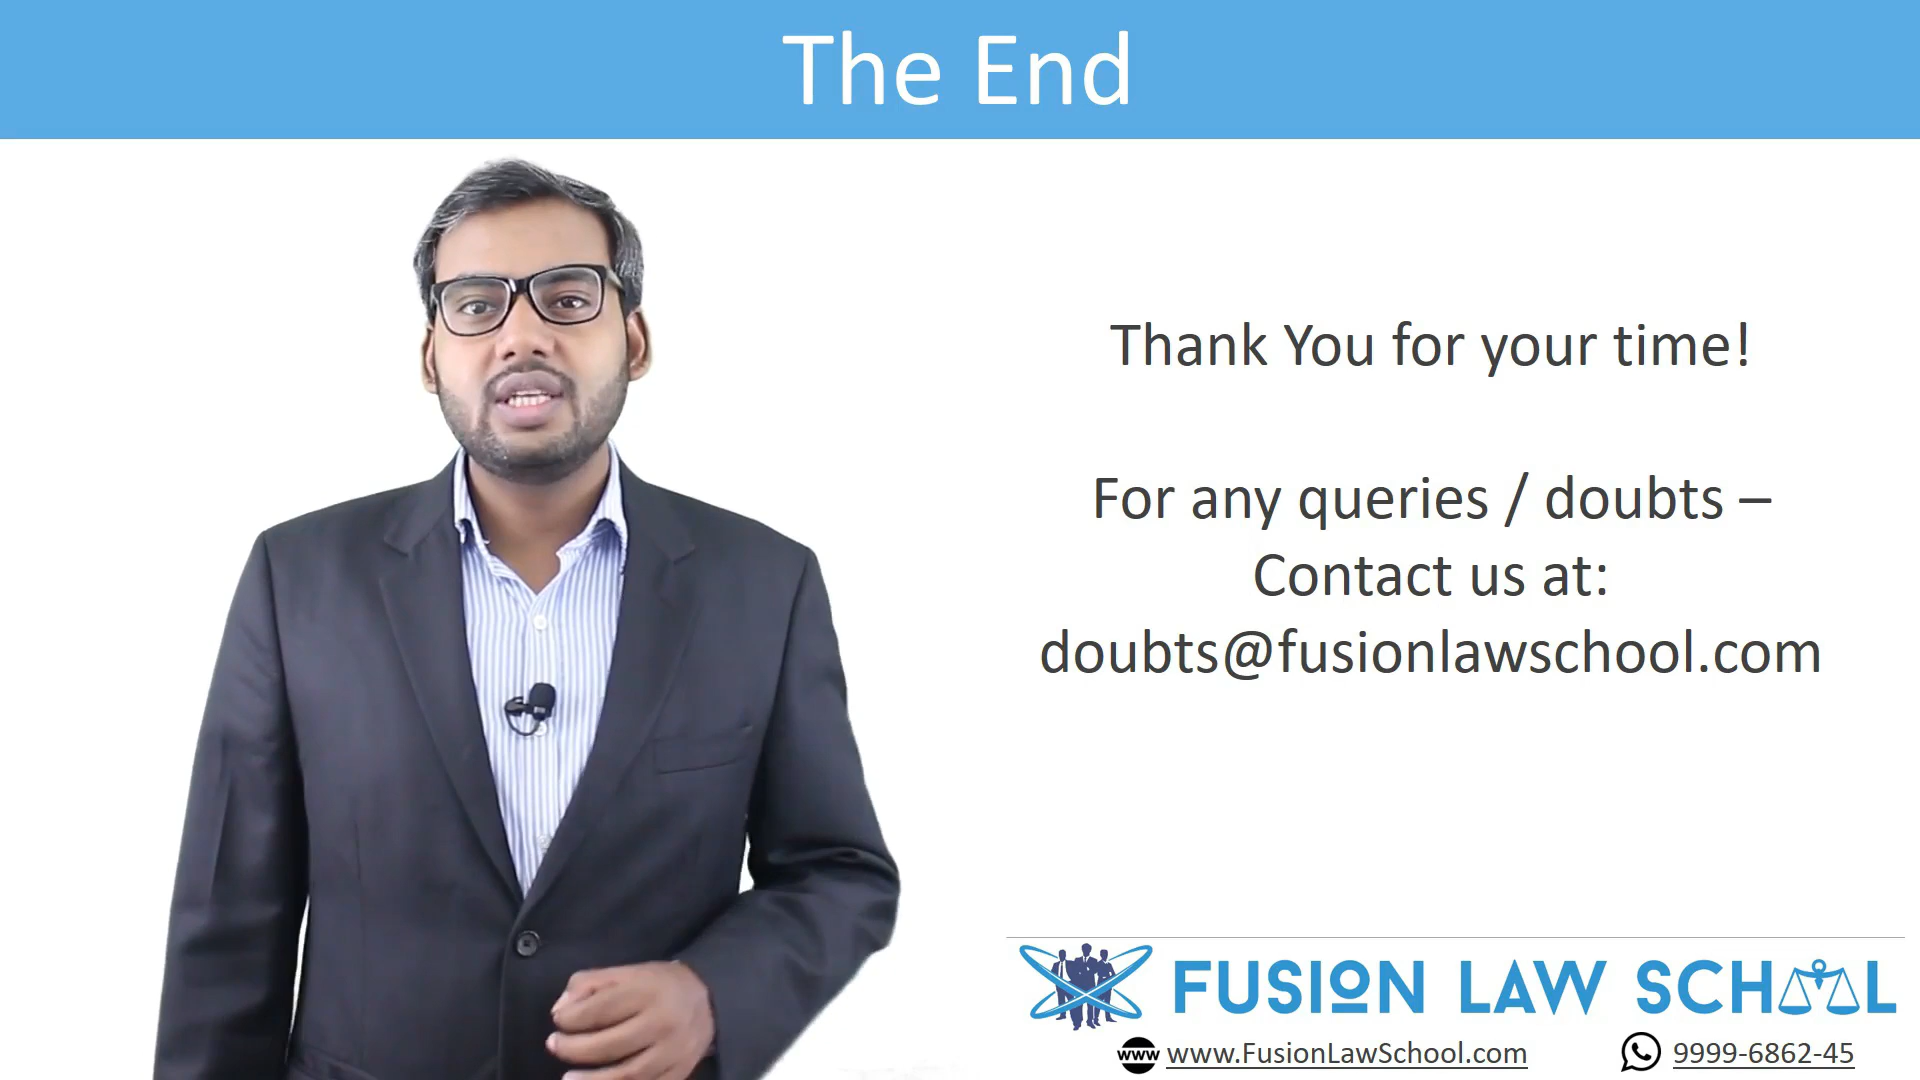 The End
Thank You for your time!
For any queries / doubts –
Contact us at:
doubts@fusionlawschool.com
FUSION LAW SCHOOL
www www.FusionLawSchool.com 9999-6862-45